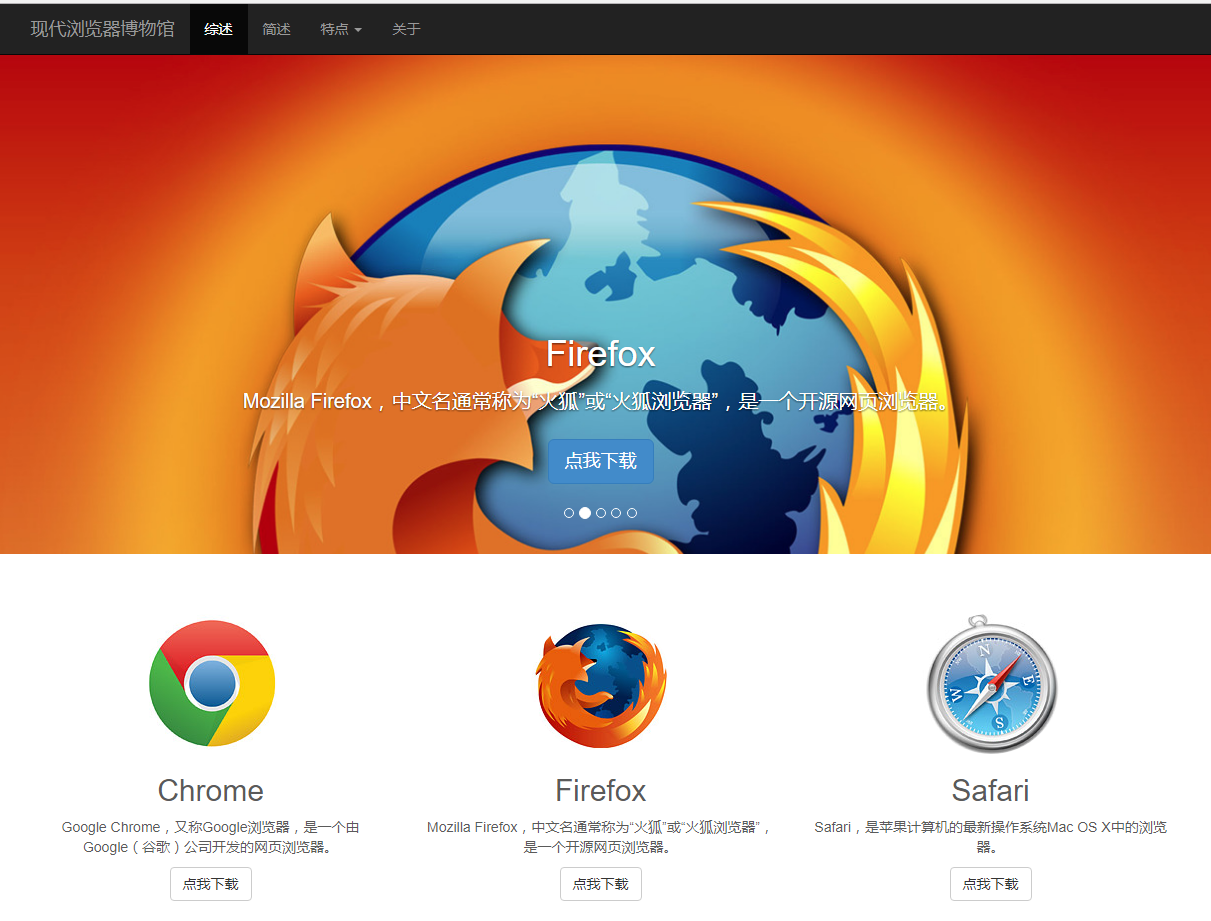 现代浏览器博物馆 综述 简述 特点 关于
Firefox
Mozilla Firefox，中文名通常称为“火狐”或“火狐浏览器”，是一个开源网页浏览器。
点我下载
N
E
S
W
Chrome
Google Chrome，又称Google浏览器，是一个由
Google（谷歌）公司开发的网页浏览器。
点我下载
Firefox
Mozilla Firefox，中文名通常称为“火狐”或“火狐浏览器”，
是一个开源网页浏览器。
点我下载
Safari
Safari，是苹果计算机的最新操作系统Mac OS X中的浏览
器。
点我下载